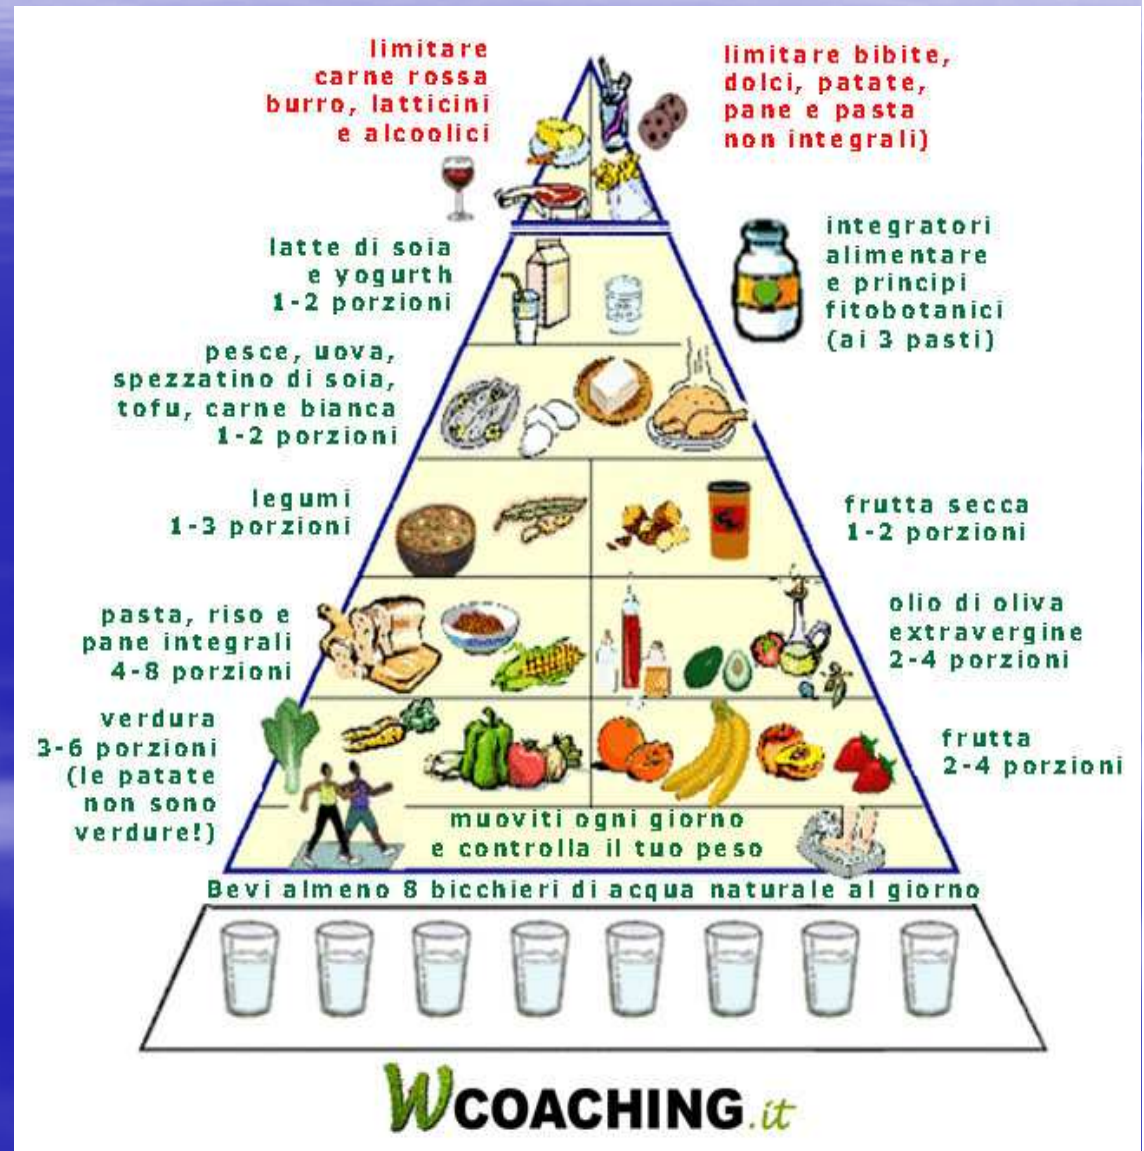 limitare
carne rossa
burro, latticini
e alcoolici
limitare bibite,
dolci, patate,
pane e pasta
non integrali)
latte di soia
e yogurth
1-2 porzioni
integratori
alimentare
e principi
fitobotanici
(ai 3 pasti)
pesce, uova,
spezzatino di soia,
tofu, carne bianca
1-2 porzioni
legumi
1-3 porzioni
frutta secca
1-2 porzioni
pasta, riso e
pane integrali
4-8 porzioni
olio di oliva
extravergine
2-4 porzioni
verdura
3-6 porzioni
(le patate
non sono
verdure!)
frutta
2-4 porzioni
muoviti ogni giorno
e controlla il tuo peso
Bevi almeno 8 bicchieri di acqua naturale al giorno
WCOACHING.it